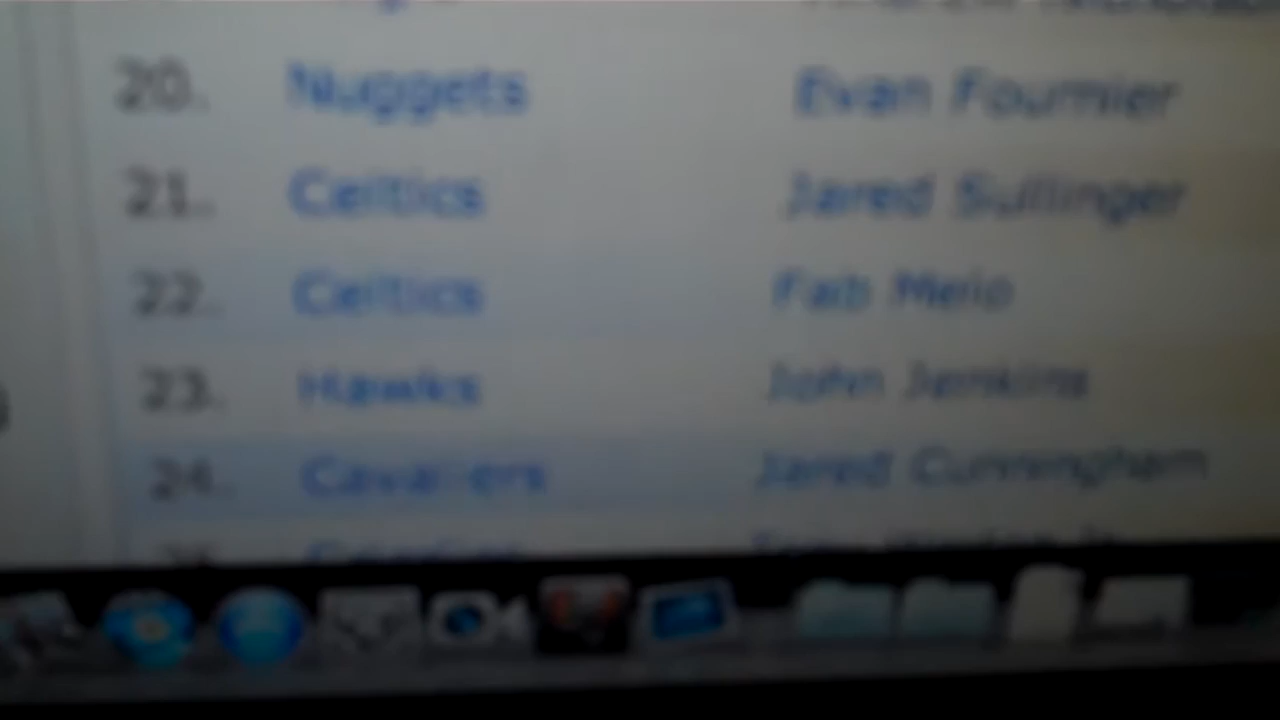 20. Nuggets Evan Fournier
21. Celtics Jared Sullinger
22. Celtics Fab Melo
23. Hawks John Jenkins
24. Cavaliers Jared Cunningham